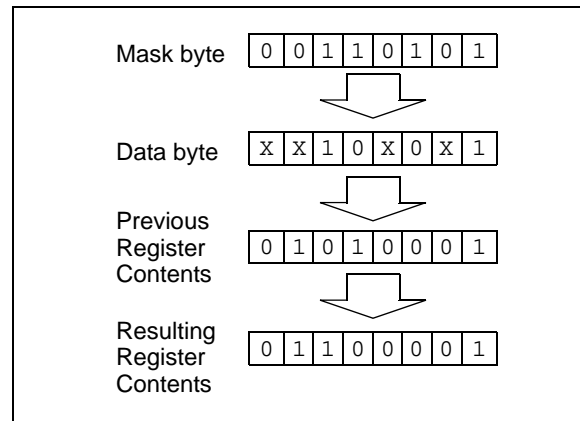 Mask byte 0 0 1 1 0 1 0 1
Data byte X X 1 0 X 0 X 1
Previous
Register
Contents
0 1 0 1 0 0 0 1
Resulting
Register
Contents
0 1 1 0 0 0 0 1